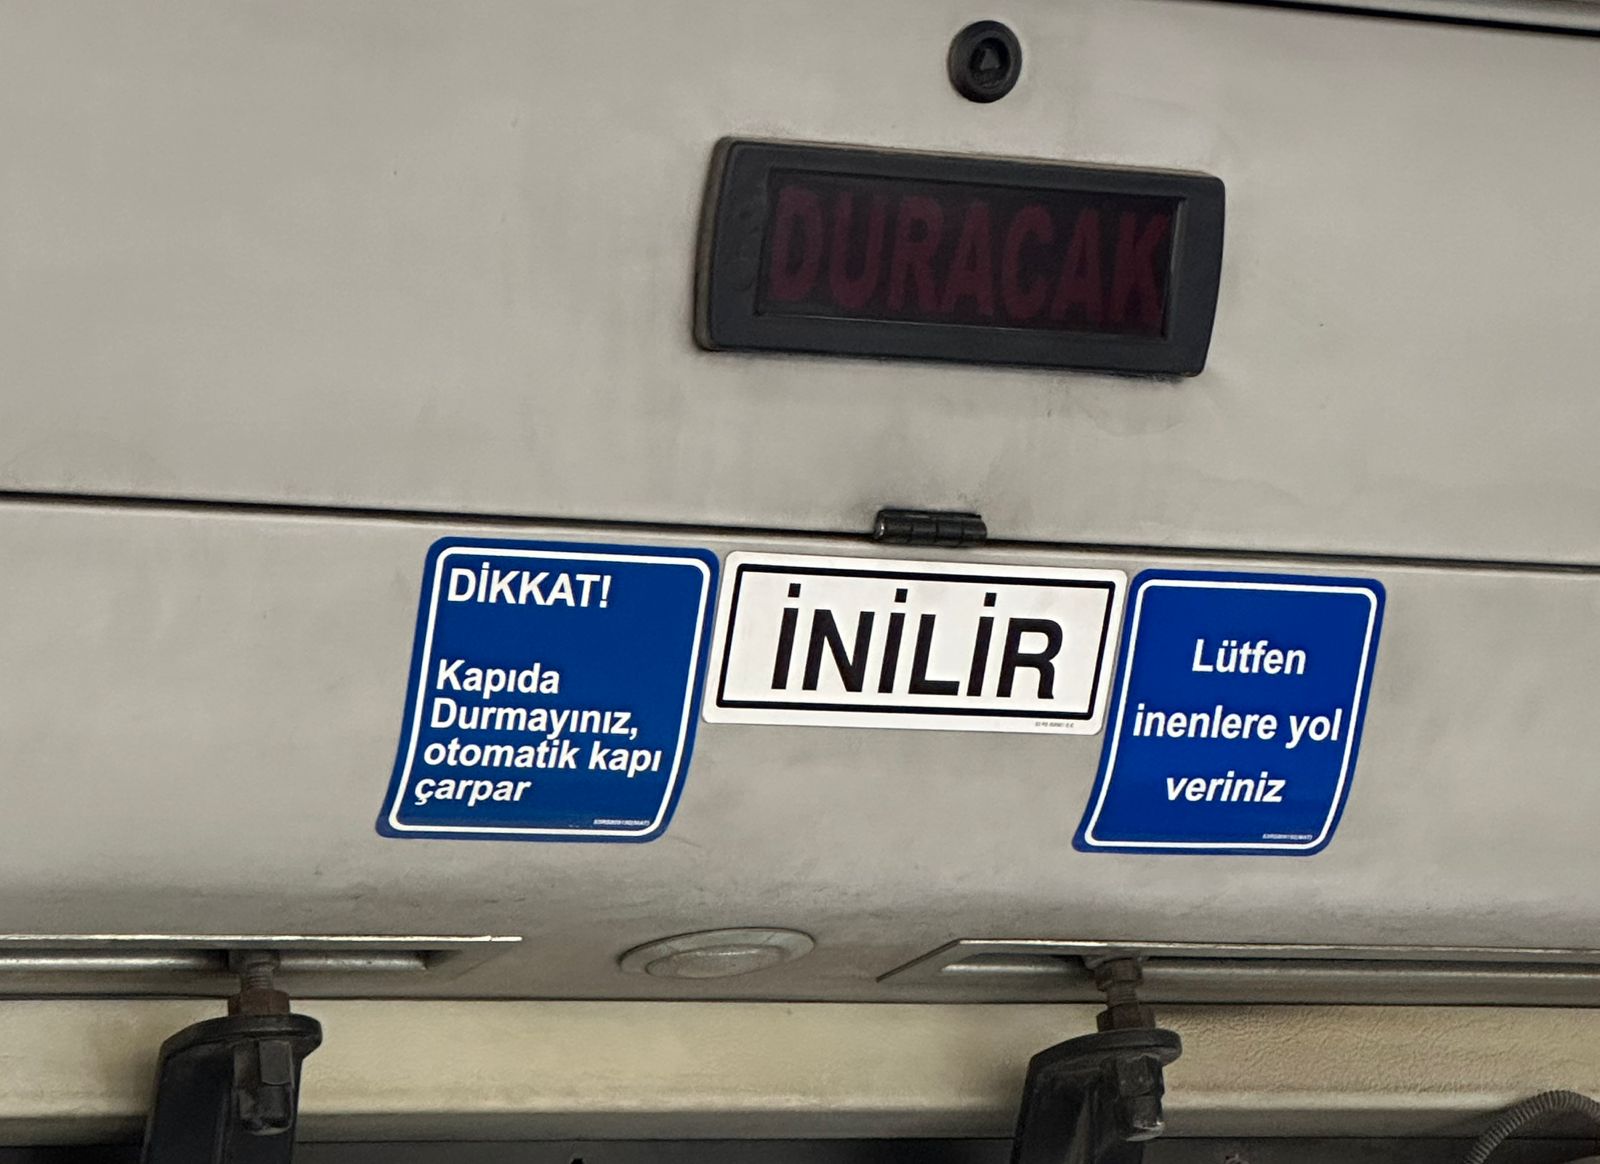 DURACAK
DİKKAT!
Kapıda
Durmayınız,
otomatik kapı
çarpar
İNİLİR
Lütfen
inenlere yol
veriniz